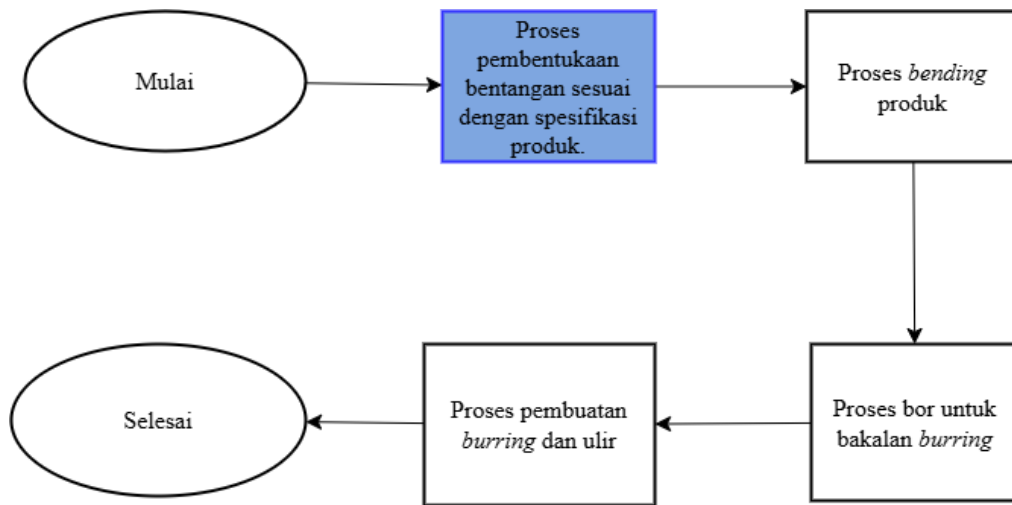 Mulai
Proses
pembentukaan
bentangan sesuai
dengan spesifikasi
produk.
Proses bending
produk
Proses bor untuk
bakalan burring
Proses pembuatan
burring dan ulir
Selesai